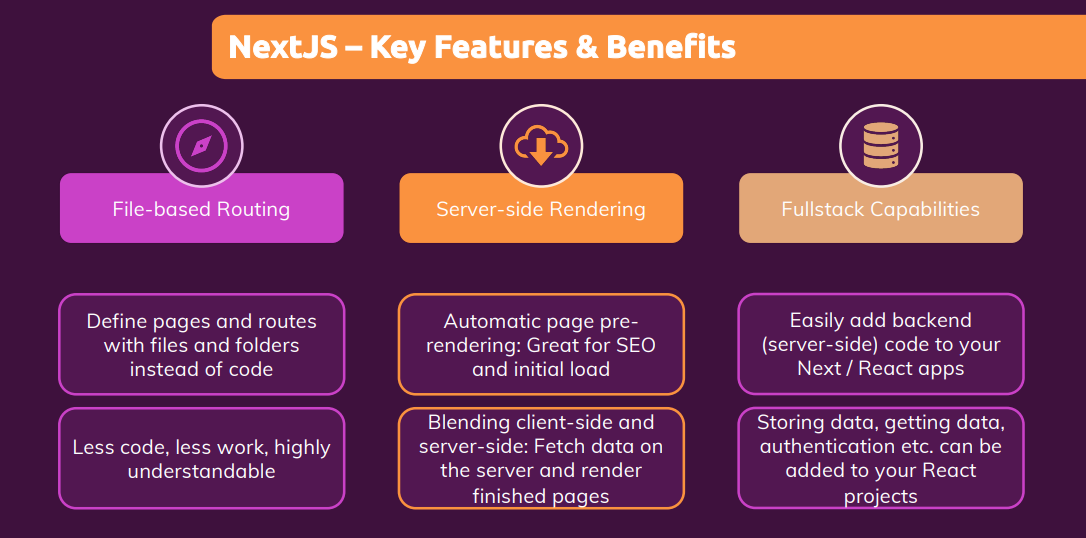 NextJS – Key Features & Benefits
File-based Routing
Define pages and routes
with files and folders
instead of code
Less code, less work, highly
understandable
Server-side Rendering
Automatic page pre-
rendering: Great for SEO
and initial load
Blending client-side and
server-side: Fetch data on
the server and render
finished pages
Fullstack Capabilities
Easily add backend
(server-side) code to your
Next / React apps
Storing data, getting data,
authentication etc. can be
added to your React
projects